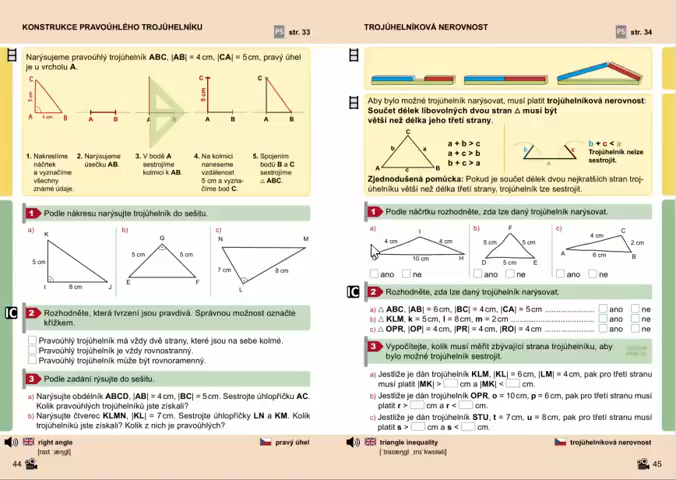 KONSTRUKCE PRAVOÚHLÉHO TROJÚHELNÍKU
PS str. 33
Narýsujeme pravoúhlý trojúhelník ABC, |AB| = 4 cm, |CA| = 5 cm, pravý úhel
je u vrcholu A.
C
5 cm
A 4 cm B
A B
A B
C
5 cm
A B
C
A B
1. Nakreslíme
náčrtek
a vyznačíme
všechny
známé údaje.
2. Narýsujeme
úsečku AB.
3. V bodě A
sestrojíme
kolmici k AB.
4. Na kolmici
naneseme
vzdálenost
5 cm a vyzna-
číme bod C.
5. Spojením
bodů B a C
sestrojíme
△ ABC.
1 Podle nákresu narýsujte trojúhelník do sešitu.
a)
K
5 cm
I 8 cm J
b)
G
5 cm 5 cm
E F
c)
N M
7 cm 8 cm
L
2 Rozhodněte, která tvrzení jsou pravdivá. Správnou možnost označte
křížkem.
Pravoúhlý trojúhelník má vždy dvě strany, které jsou na sebe kolmé.
Pravoúhlý trojúhelník je vždy rovnostranný.
Pravoúhlý trojúhelník může být rovnoramenný.
3 Podle zadání rýsujte do sešitu.
a) Narýsujte obdélník ABCD, |AB| = 4 cm, |BC| = 5 cm. Sestrojte úhlopříčku AC.
Kolik pravoúhlých trojúhelníků jste získali?
b) Narýsujte čtverec KLMN, |KL| = 7 cm. Sestrojte úhlopříčky LN a KM. Kolik
trojúhelníků jste získali? Kolik z nich je pravoúhlých?
right angle
[raɪt ˈæŋgl]
pravý úhel
44
TROJÚHELNÍKOVÁ NEROVNOST
PS str. 34
Aby bylo možné trojúhelník narýsovat, musí platit trojúhelníková nerovnost:
Součet délek libovolných dvou stran △ musí být
větší než délka jeho třetí strany.
C
b a
A c B
a + b > c
a + c > b
b + c > a
b c
a
b + c < a
Trojúhelník nelze
sestrojit.
Zjednodušená pomůcka: Pokud je součet délek dvou nejkratších stran troj-
úhelníku větší než délka třetí strany, trojúhelník lze sestrojit.
1 Podle náčrtku rozhodněte, zda lze daný trojúhelník narýsovat.
a)
I
4 cm 4 cm
10 cm H
ano ne
b)
F
5 cm 5 cm
D 5 cm E
ano ne
c)
C
4 cm 2 cm
A 6 cm B
ano ne
2 Rozhodněte, zda lze daný trojúhelník narýsovat.
a) △ ABC, |AB| = 6 cm, |BC| = 4 cm, |CA| = 5 cm ano ne
b) △ KLM, k = 5 cm, l = 8 cm, m = 2 cm ano ne
c) △ OPR, |OP| = 4 cm, |PR| = 4 cm, |RO| = 4 cm ano ne
3 Vypočítejte, kolik musí měřit zbývající strana trojúhelníku, aby
bylo možné trojúhelník sestrojit.
a) Jestliže je dán trojúhelník KLM, |KL| = 6 cm, |LM| = 4 cm, pak pro třetí stranu
musí platit |MK| > cm a |MK| < cm.
b) Jestliže je dán trojúhelník OPR, o = 10 cm, p = 6 cm, pak pro třetí stranu musí
platit r > cm a r < cm.
c) Jestliže je dán trojúhelník STU, t = 7 cm, u = 8 cm, pak pro třetí stranu musí
platit s > cm a s < cm.
triangle inequality
trojúhelníková nerovnost
45